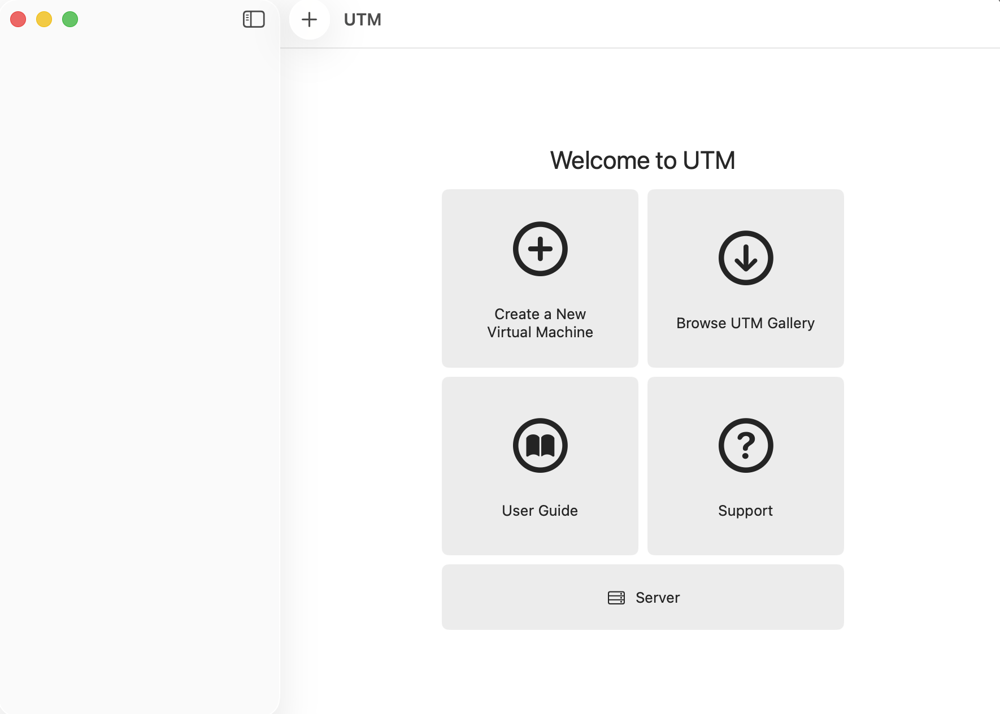 UTM
Welcome to UTM
Create a New
Virtual Machine
Browse UTM Gallery
User Guide
Support
Server